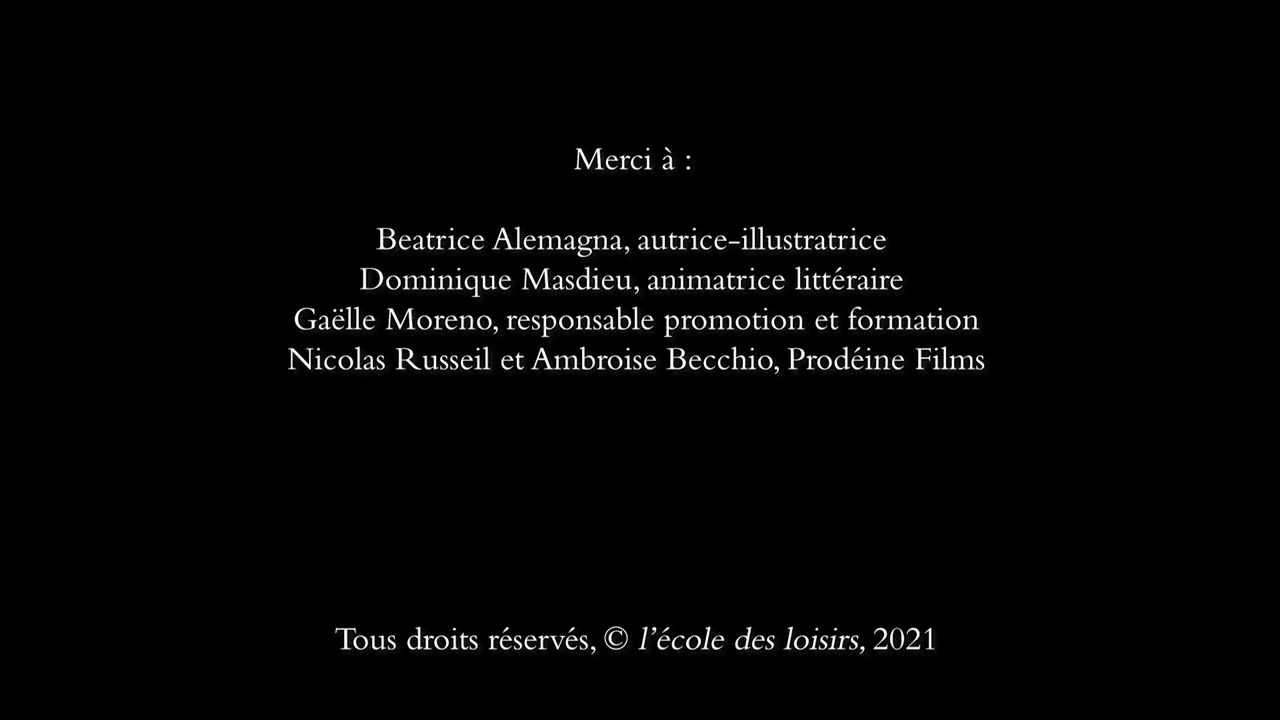 Merci à :
Beatrice Alemagna, autrice-illustratrice
Dominique Masdieu, animatrice littéraire
Gaëlle Moreno, responsable promotion et formation
Nicolas Russeil et Ambroise Becchio, Prodéine Films
Tous droits réservés, © l’école des loisirs, 2021